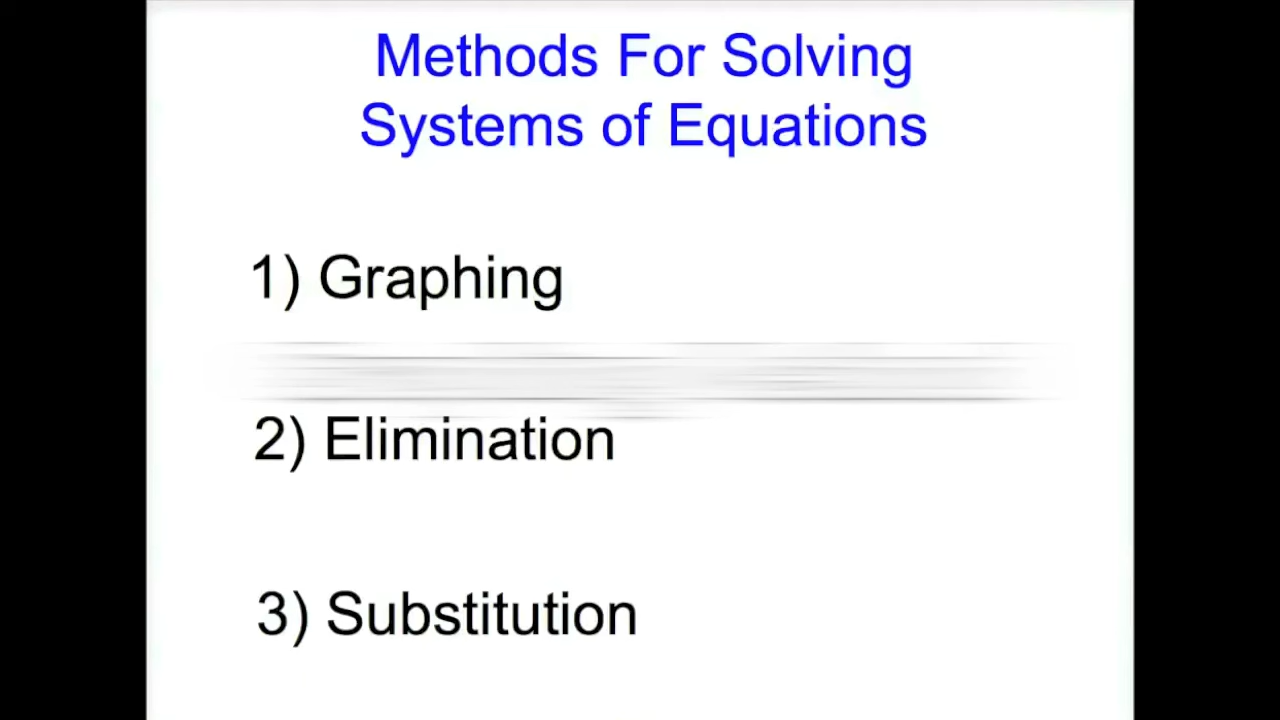 Methods For Solving
Systems of Equations
1) Graphing
2) Elimination
3) Substitution